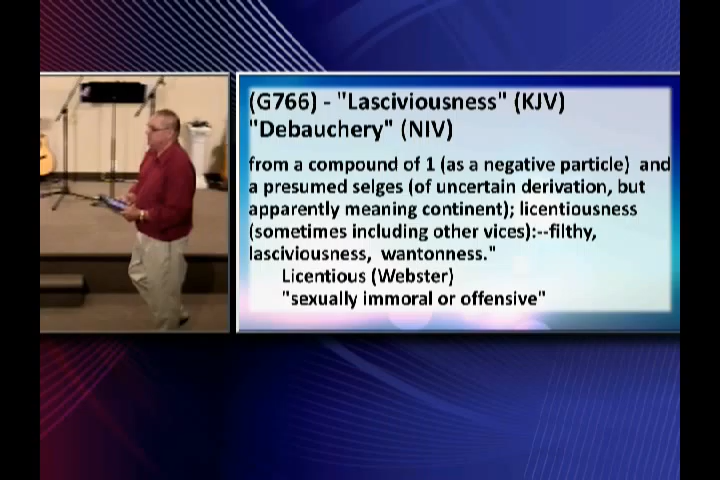 (G766) - "Lasciviousness" (KJV)
"Debauchery" (NIV)
from a compound of 1 (as a negative particle) and
a presumed selges (of uncertain derivation, but
apparently meaning continent); licentiousness
(sometimes including other vices):--filthy,
lasciviousness, wantonness."
Licentious (Webster)
"sexually immoral or offensive"